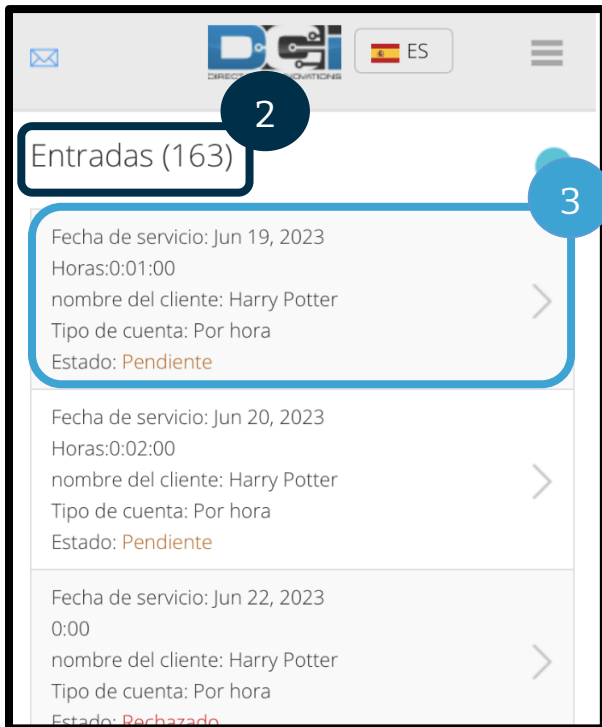 DCI
ES
2
Entradas (163)
3
Fecha de servicio: Jun 19, 2023
Horas:0:01:00
nombre del cliente: Harry Potter
Tipo de cuenta: Por hora
Estado: Pendiente
Fecha de servicio: Jun 20, 2023
Horas:0:02:00
nombre del cliente: Harry Potter
Tipo de cuenta: Por hora
Estado: Pendiente
Fecha de servicio: Jun 22, 2023
0:00
nombre del cliente: Harry Potter
Tipo de cuenta: Por hora
Estado: Rechazado